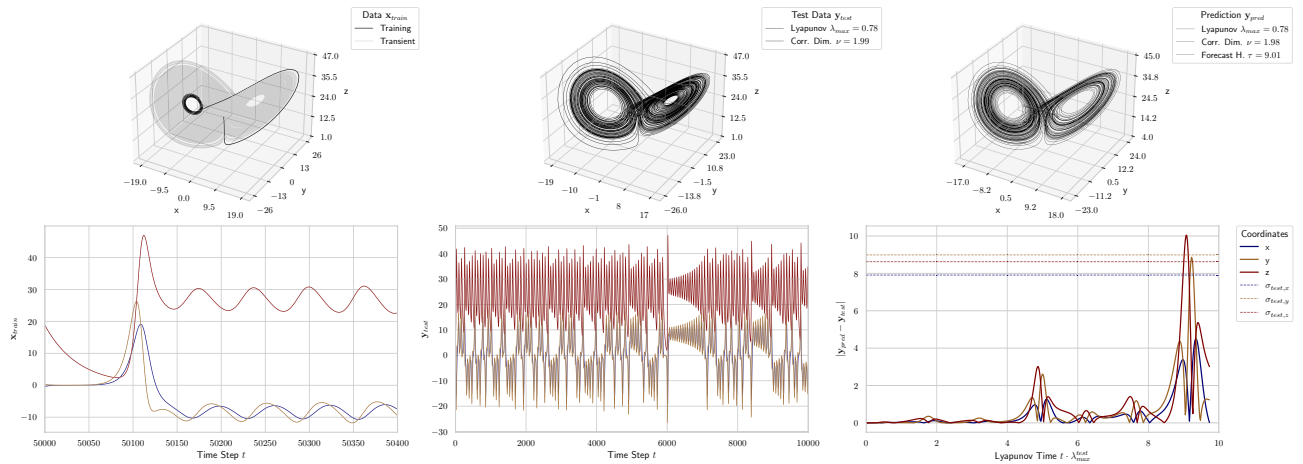 Data x_train
Training
Transient
47.0
35.5
24.0
12.5
1.0
z
26
13
0
−13
−26
y
−19.0
−9.5
0.0
9.5
19.0
x
Test Data y_test
Lyapunov λ_max = 0.78
Corr. Dim. ν = 1.99
45.0
34.0
23.0
12.0
1.0
z
23.0
10.8
−1.5
−13.8
−26.0
y
−19
−10
−1
8
17
x
Prediction y_pred
Lyapunov λ_max = 0.78
Corr. Dim. ν = 1.98
Forecast H. τ = 9.01
45.0
34.8
24.5
14.2
4.0
z
24.0
12.2
0.5
−11.2
−23.0
y
−17.0
−8.2
0.5
9.2
18.0
x
40
30
20
10
0
−10
x_train
50000 50050 50100 50150 50200 50250 50300 50350 50400
Time Step t
50
40
30
20
10
0
−10
−20
−30
y_test
0 2000 4000 6000 8000 10000
Time Step t
10
8
6
4
2
0
|y_pred − y_test|
0 2 4 6 8 10
Lyapunov Time t · λ^test_max
Coordinates
x
y
z
σ_test,x
σ_test,y
σ_test,z